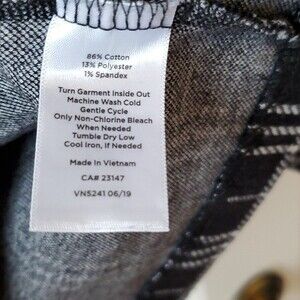 86% Cotton
13% Polyester
1% Spandex
Turn Garment Inside Out
Machine Wash Cold
Gentle Cycle
Only Non-Chlorine Bleach
When Needed
Tumble Dry Low
Cool Iron, if Needed
Made in Vietnam
CA# 23147
VN5241 06/19